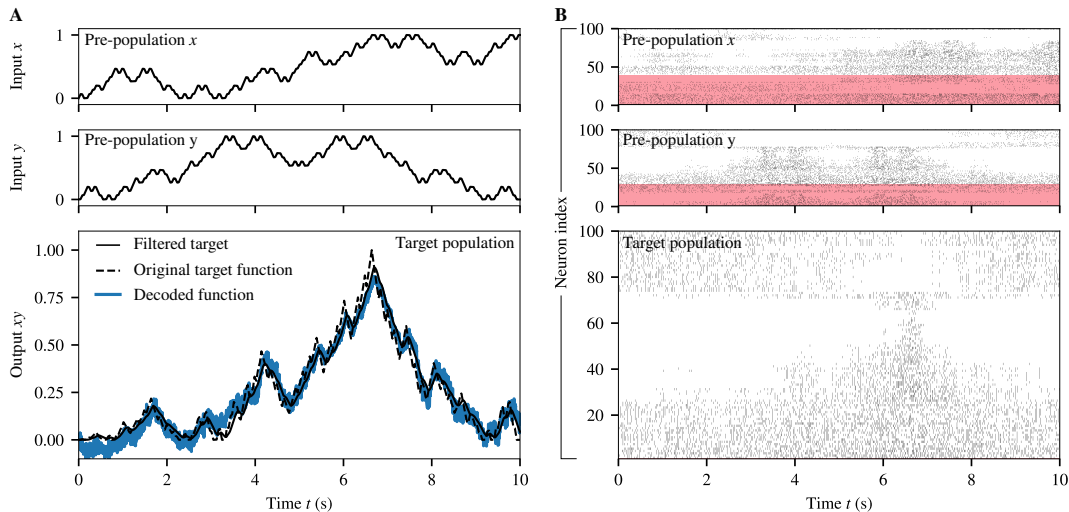 A
Input x
1
0
Pre-population x
Input y
1
0
Pre-population y
Output xy
1.00
0.75
0.50
0.25
0.00
Filtered target
Original target function
Decoded function
Target population
0 2 4 6 8 10
Time t (s)
B
Neuron index
100
50
0
Pre-population x
100
50
0
Pre-population y
100
80
60
40
20
Target population
0 2 4 6 8 10
Time t (s)